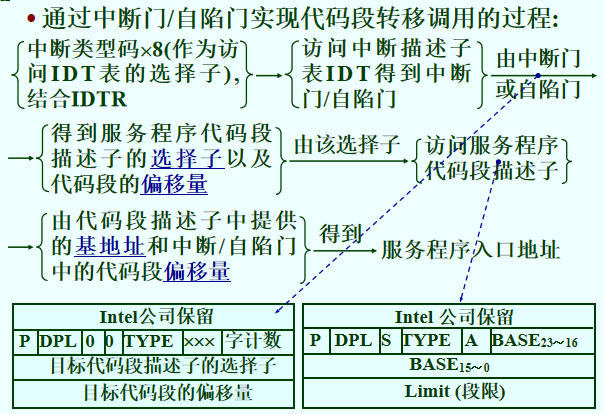 • 通过中断门/自陷门实现代码段转移调用的过程:
中断类型码×8(作为访
问IDT表的选择子),
结合IDTR
访问中断描述子
表IDT得到中断
门/自陷门
由中断门
或自陷门
得到服务程序代码段
描述子的选择子以及
代码段的偏移量
由该选择子
访问服务程序
代码段描述子
由代码段描述子中提供
的基地址和中断/自陷门
中的代码段偏移量
得到
服务程序入口地址
Intel公司保留
P DPL 0 0 TYPE ××× 字计数
目标代码段描述子的选择子
目标代码段的偏移量
Intel 公司保留
P DPL S TYPE A BASE23~16
BASE15~0
Limit (段限)